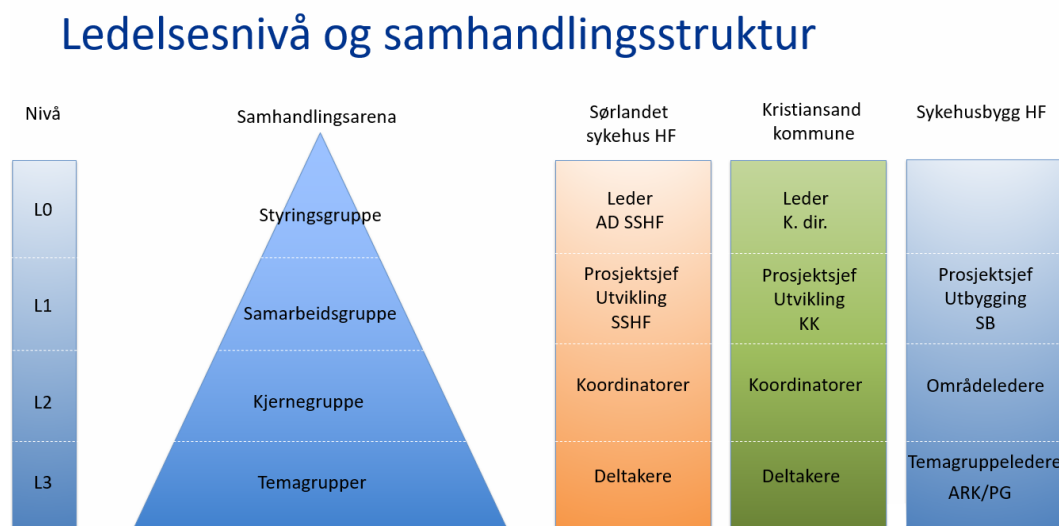 Ledelsesnivå og samhandlingsstruktur
Nivå
Samhandlingsarena
Sørlandet
sykehus HF
Kristiansand
kommune
Sykehusbygg HF
L0
Styringsgruppe
Leder
AD SSHF
Leder
K. dir.
L1
Samarbeidsgruppe
Prosjektsjef
Utvikling
SSHF
Prosjektsjef
Utvikling
KK
Prosjektsjef
Utbygging
SB
L2
Kjernegruppe
Koordinatorer
Koordinatorer
Områdeledere
L3
Temagrupper
Deltakere
Deltakere
Temagruppeledere
ARK/PG